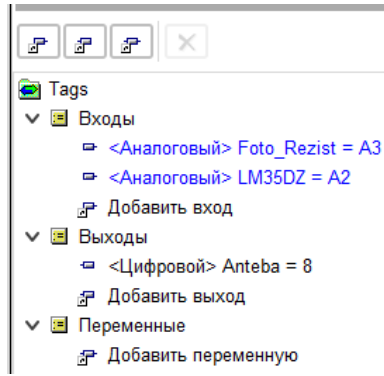 Tags
Входы
<Аналоговый> Foto_Rezist = A3
<Аналоговый> LM35DZ = A2
Добавить вход
Выходы
<Цифровой> Anteba = 8
Добавить выход
Переменные
Добавить переменную